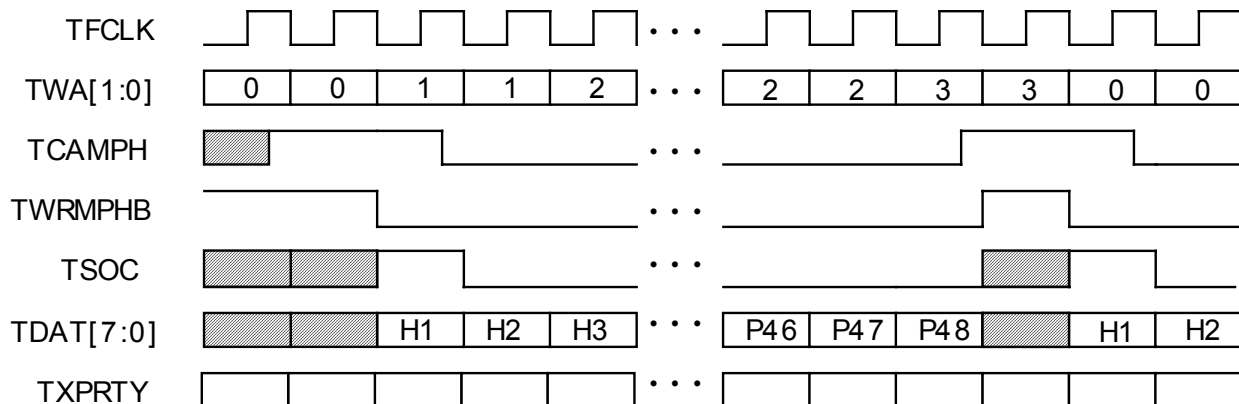 TFCLK
TWA[1:0] 0 0 1 1 2 ··· 2 2 3 3 0 0
TCAMPH
TWRMPHB
TSOC
TDAT[7:0] H1 H2 H3 ··· P46 P47 P48 H1 H2
TXPRTY